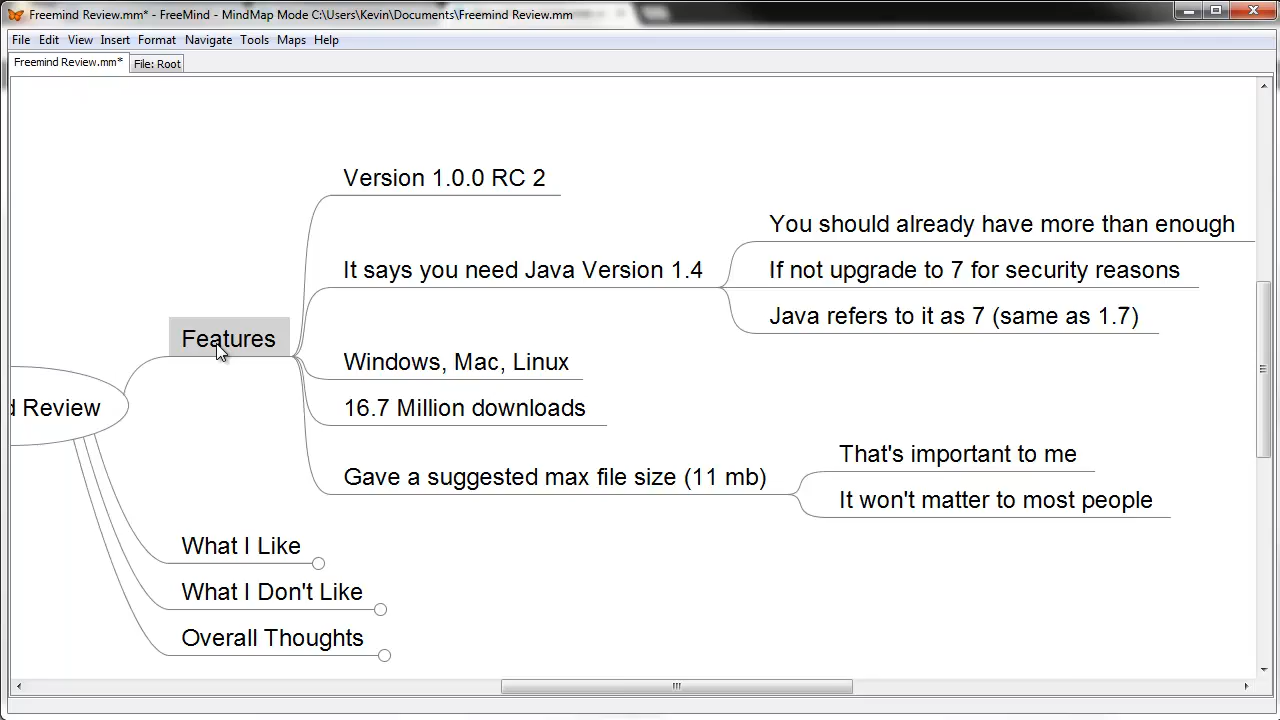 Freemind Review.mm* - FreeMind - MindMap Mode C:\Users\Kevin\Documents\Freemind Review.mm
File Edit View Insert Format Navigate Tools Maps Help
Freemind Review.mm* File: Root
Version 1.0.0 RC 2
You should already have more than enough
It says you need Java Version 1.4
If not upgrade to 7 for security reasons
Java refers to it as 7 (same as 1.7)
Features
Windows, Mac, Linux
d Review
16.7 Million downloads
Gave a suggested max file size (11 mb)
That's important to me
It won't matter to most people
What I Like
What I Don't Like
Overall Thoughts